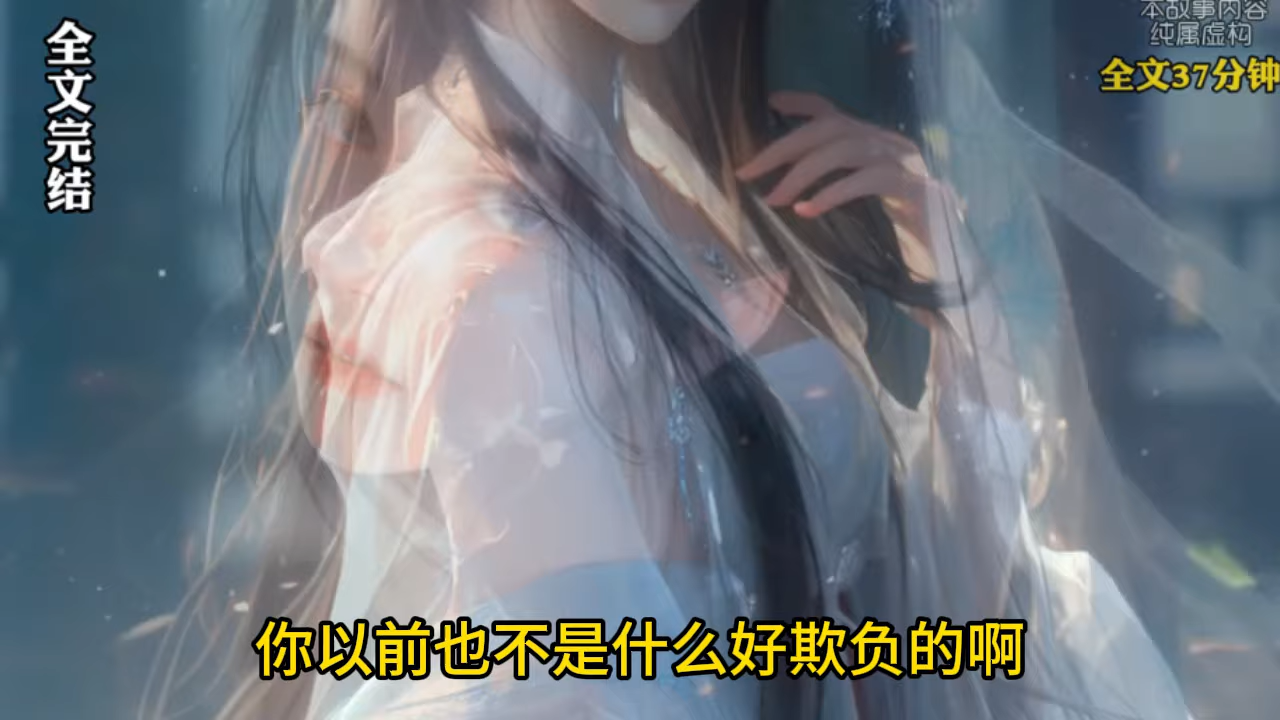 全文完结
本故事内容
纯属虚构
全文37分钟
你以前也不是什么好欺负的啊